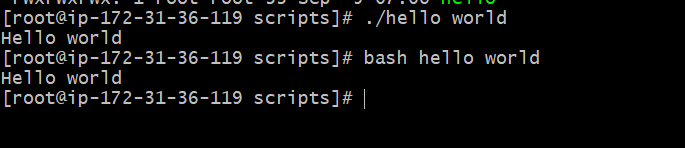 [root@ip-172-31-36-119 scripts]# ./hello world
Hello world
[root@ip-172-31-36-119 scripts]# bash hello world
Hello world
[root@ip-172-31-36-119 scripts]#